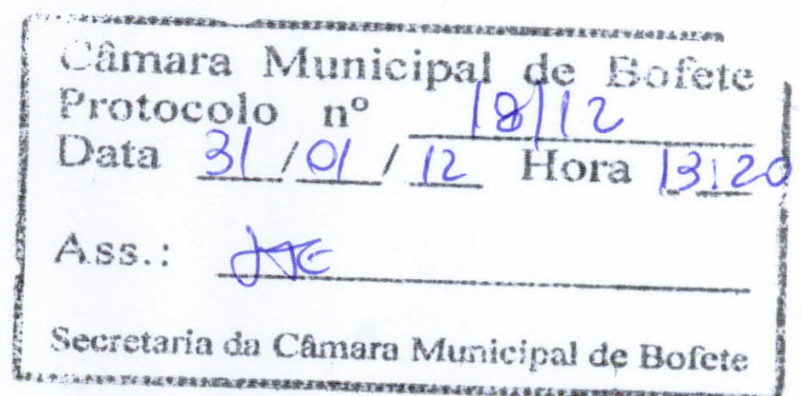 Câmara Municipal de Bofete
Protocolo nº 18/12
Data 31/01/12 Hora 13:20
Ass.:
Secretaria da Câmara Municipal de Bofete